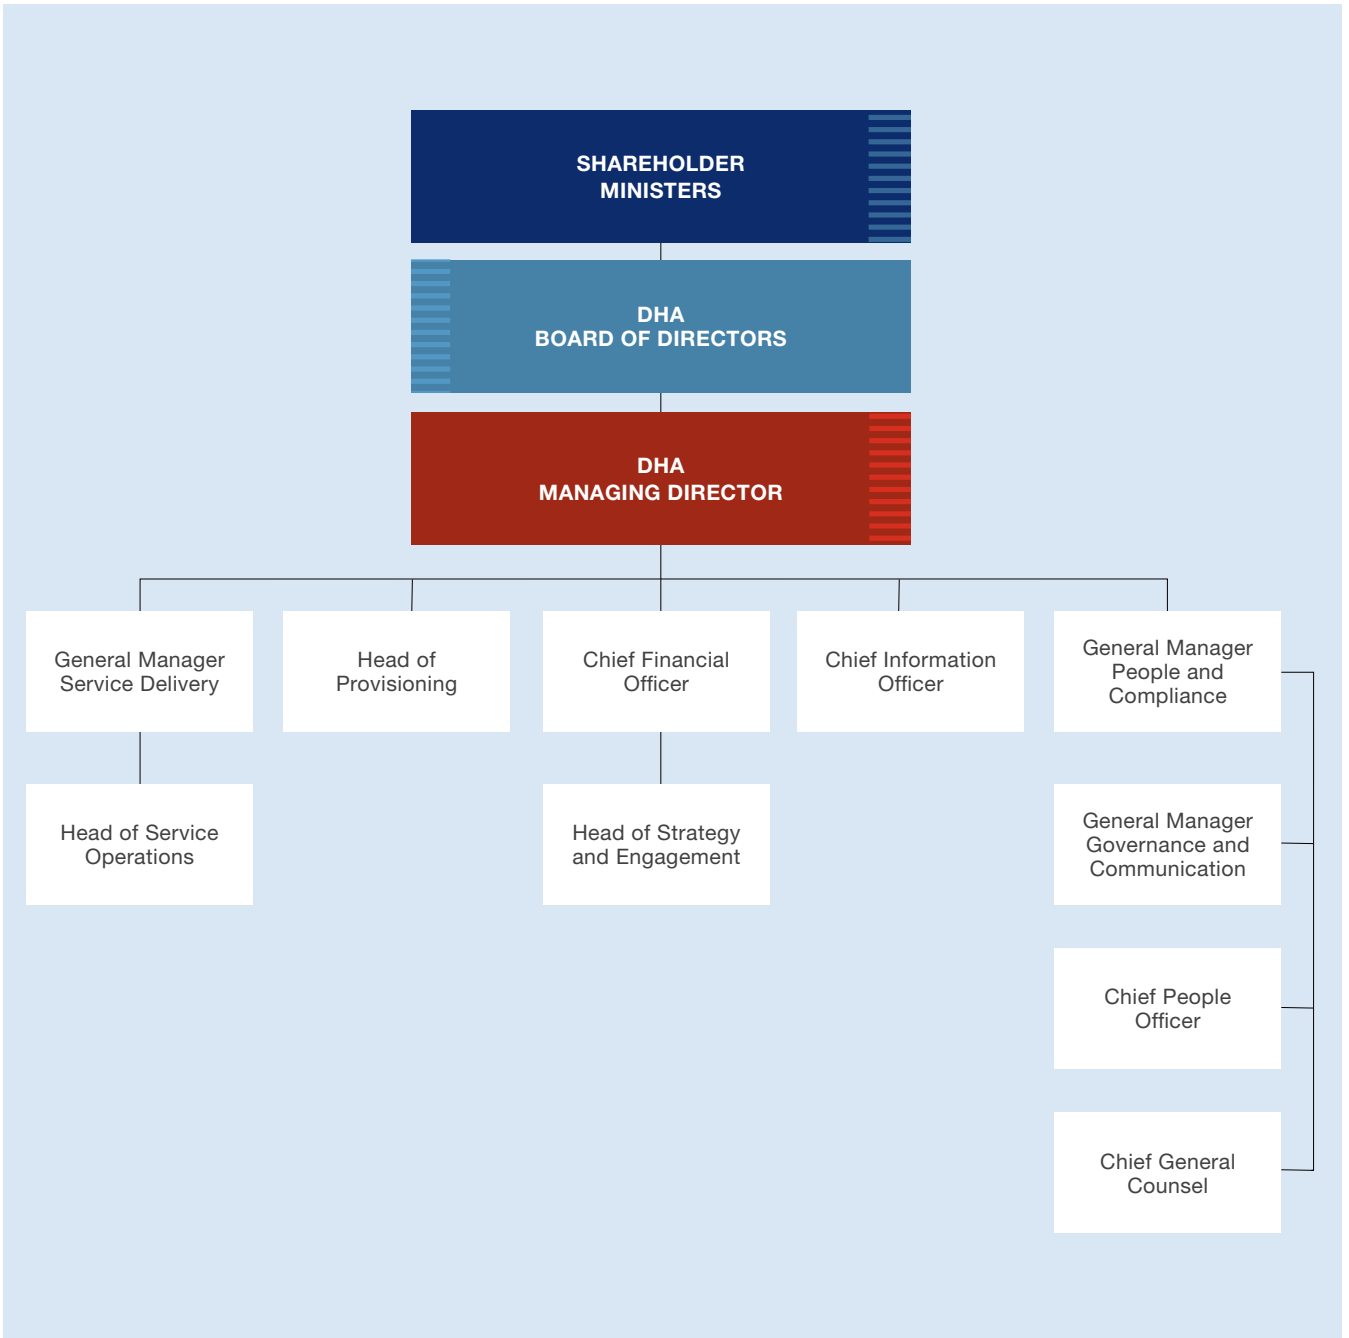 SHAREHOLDER
MINISTERS
DHA
BOARD OF DIRECTORS
DHA
MANAGING DIRECTOR
General Manager
Service Delivery
Head of
Provisioning
Chief Financial
Officer
Chief Information
Officer
General Manager
People and
Compliance
Head of Service
Operations
Head of Strategy
and Engagement
General Manager
Governance and
Communication
Chief People
Officer
Chief General
Counsel